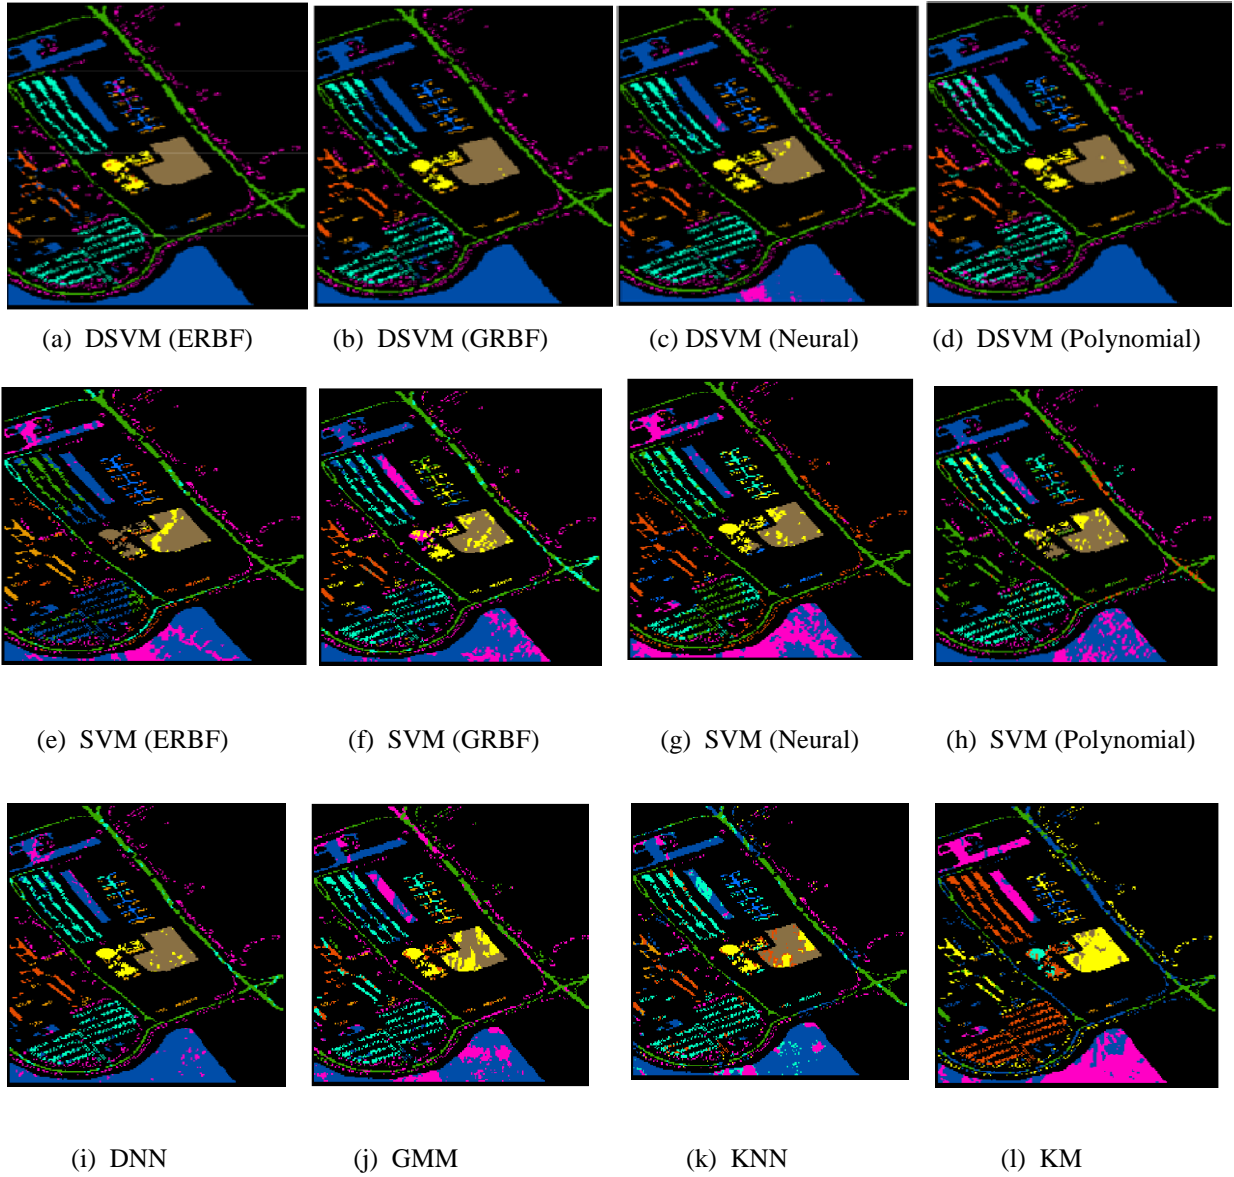 (a) DSVM (ERBF) (b) DSVM (GRBF) (c) DSVM (Neural) (d) DSVM (Polynomial)
(e) SVM (ERBF) (f) SVM (GRBF) (g) SVM (Neural) (h) SVM (Polynomial)
(i) DNN (j) GMM (k) KNN (l) KM